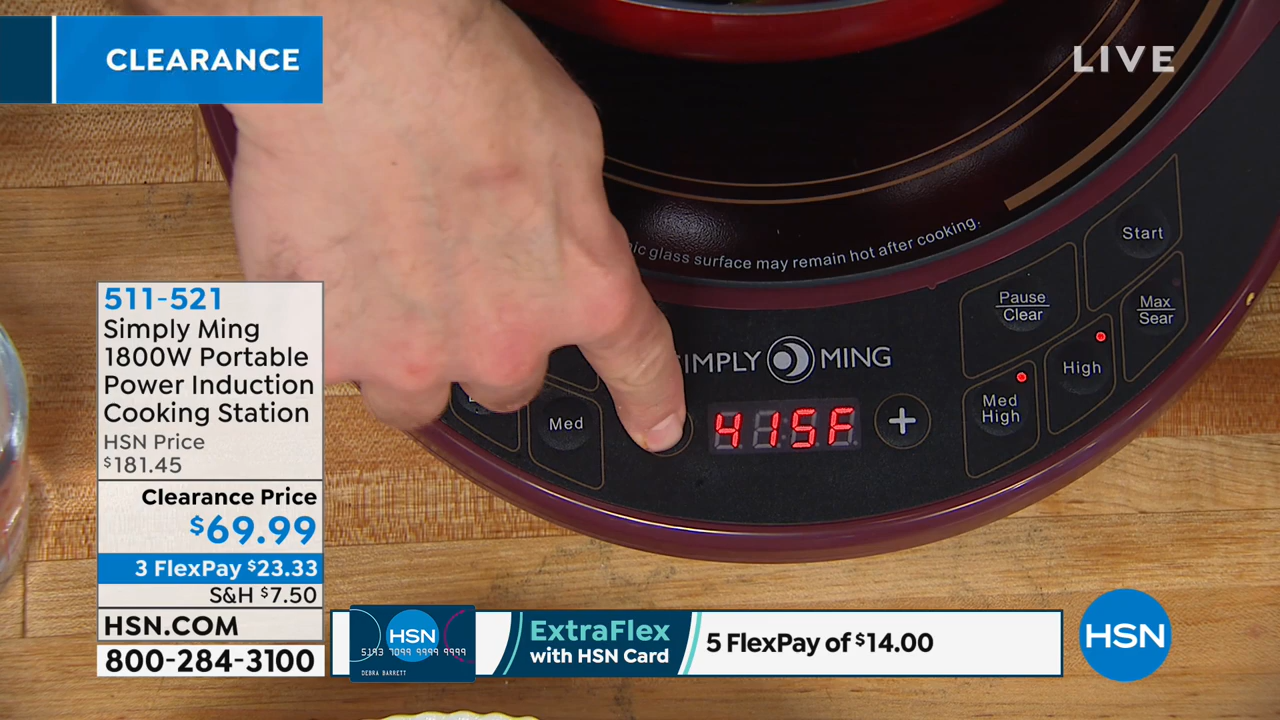 CLEARANCE
LIVE
511-521
Simply Ming
1800W Portable
Power Induction
Cooking Station
HSN Price
$181.45
Clearance Price
$69.99
3 FlexPay $23.33
S&H $7.50
HSN.COM
800-284-3100
glass surface may remain hot after cooking.
Start
Pause
Clear
Max
Sear
High
Med
High
MING
Med
415F
+
HSN
5193 7099 9999 9999
DEBRA BARRETT
ExtraFlex
with HSN Card
5 FlexPay of $14.00
HSN